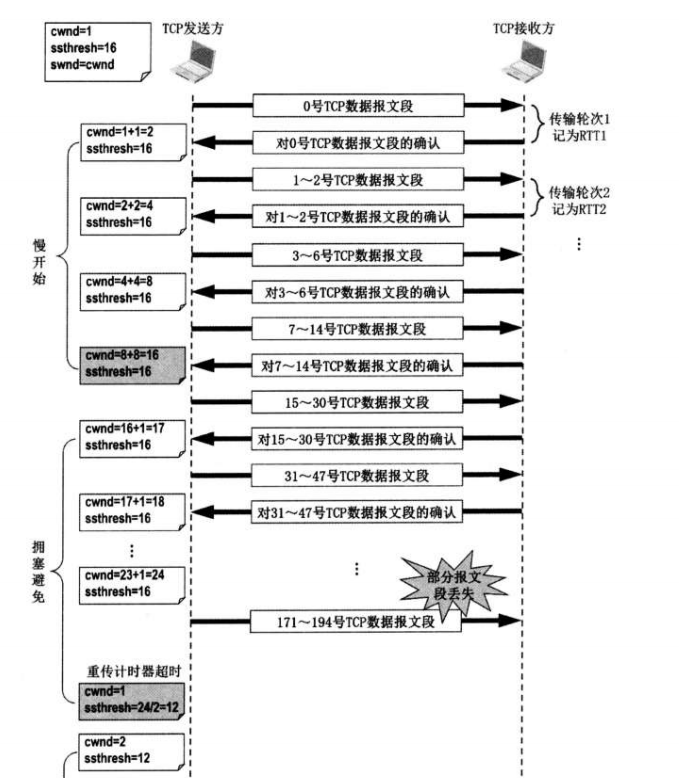 cwnd=1
ssthresh=16
swnd=cwnd
TCP发送方
TCP接收方
0号TCP数据报文段
传输轮次1
记为RTT1
cwnd=1+1=2
ssthresh=16
对0号TCP数据报文段的确认
1～2号TCP数据报文段
传输轮次2
记为RTT2
cwnd=2+2=4
ssthresh=16
对1～2号TCP数据报文段的确认
⋮
慢开始
3～6号TCP数据报文段
cwnd=4+4=8
ssthresh=16
对3～6号TCP数据报文段的确认
7～14号TCP数据报文段
cwnd=8+8=16
ssthresh=16
对7～14号TCP数据报文段的确认
15～30号TCP数据报文段
cwnd=16+1=17
ssthresh=16
对15～30号TCP数据报文段的确认
31～47号TCP数据报文段
cwnd=17+1=18
ssthresh=16
对31～47号TCP数据报文段的确认
拥塞避免
⋮
⋮
cwnd=23+1=24
ssthresh=16
部分报文
段丢失
171～194号TCP数据报文段
重传计时器超时
cwnd=1
ssthresh=24/2=12
cwnd=2
ssthresh=12